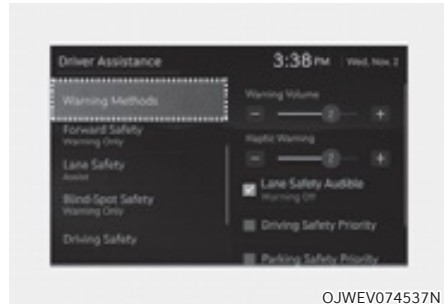 Driver Assistance
3:38 PM Wed, Nov. 2
Warning Methods
Forward Safety
Warning Only
Lane Safety
Assist
Blind-Spot Safety
Warning Only
Driving Safety
Warning Volume
− 2 +
Haptic Warning
− 2 +
Lane Safety Audible
Warning Off
Driving Safety Priority
Parking Safety Priority
OJWEV074537N